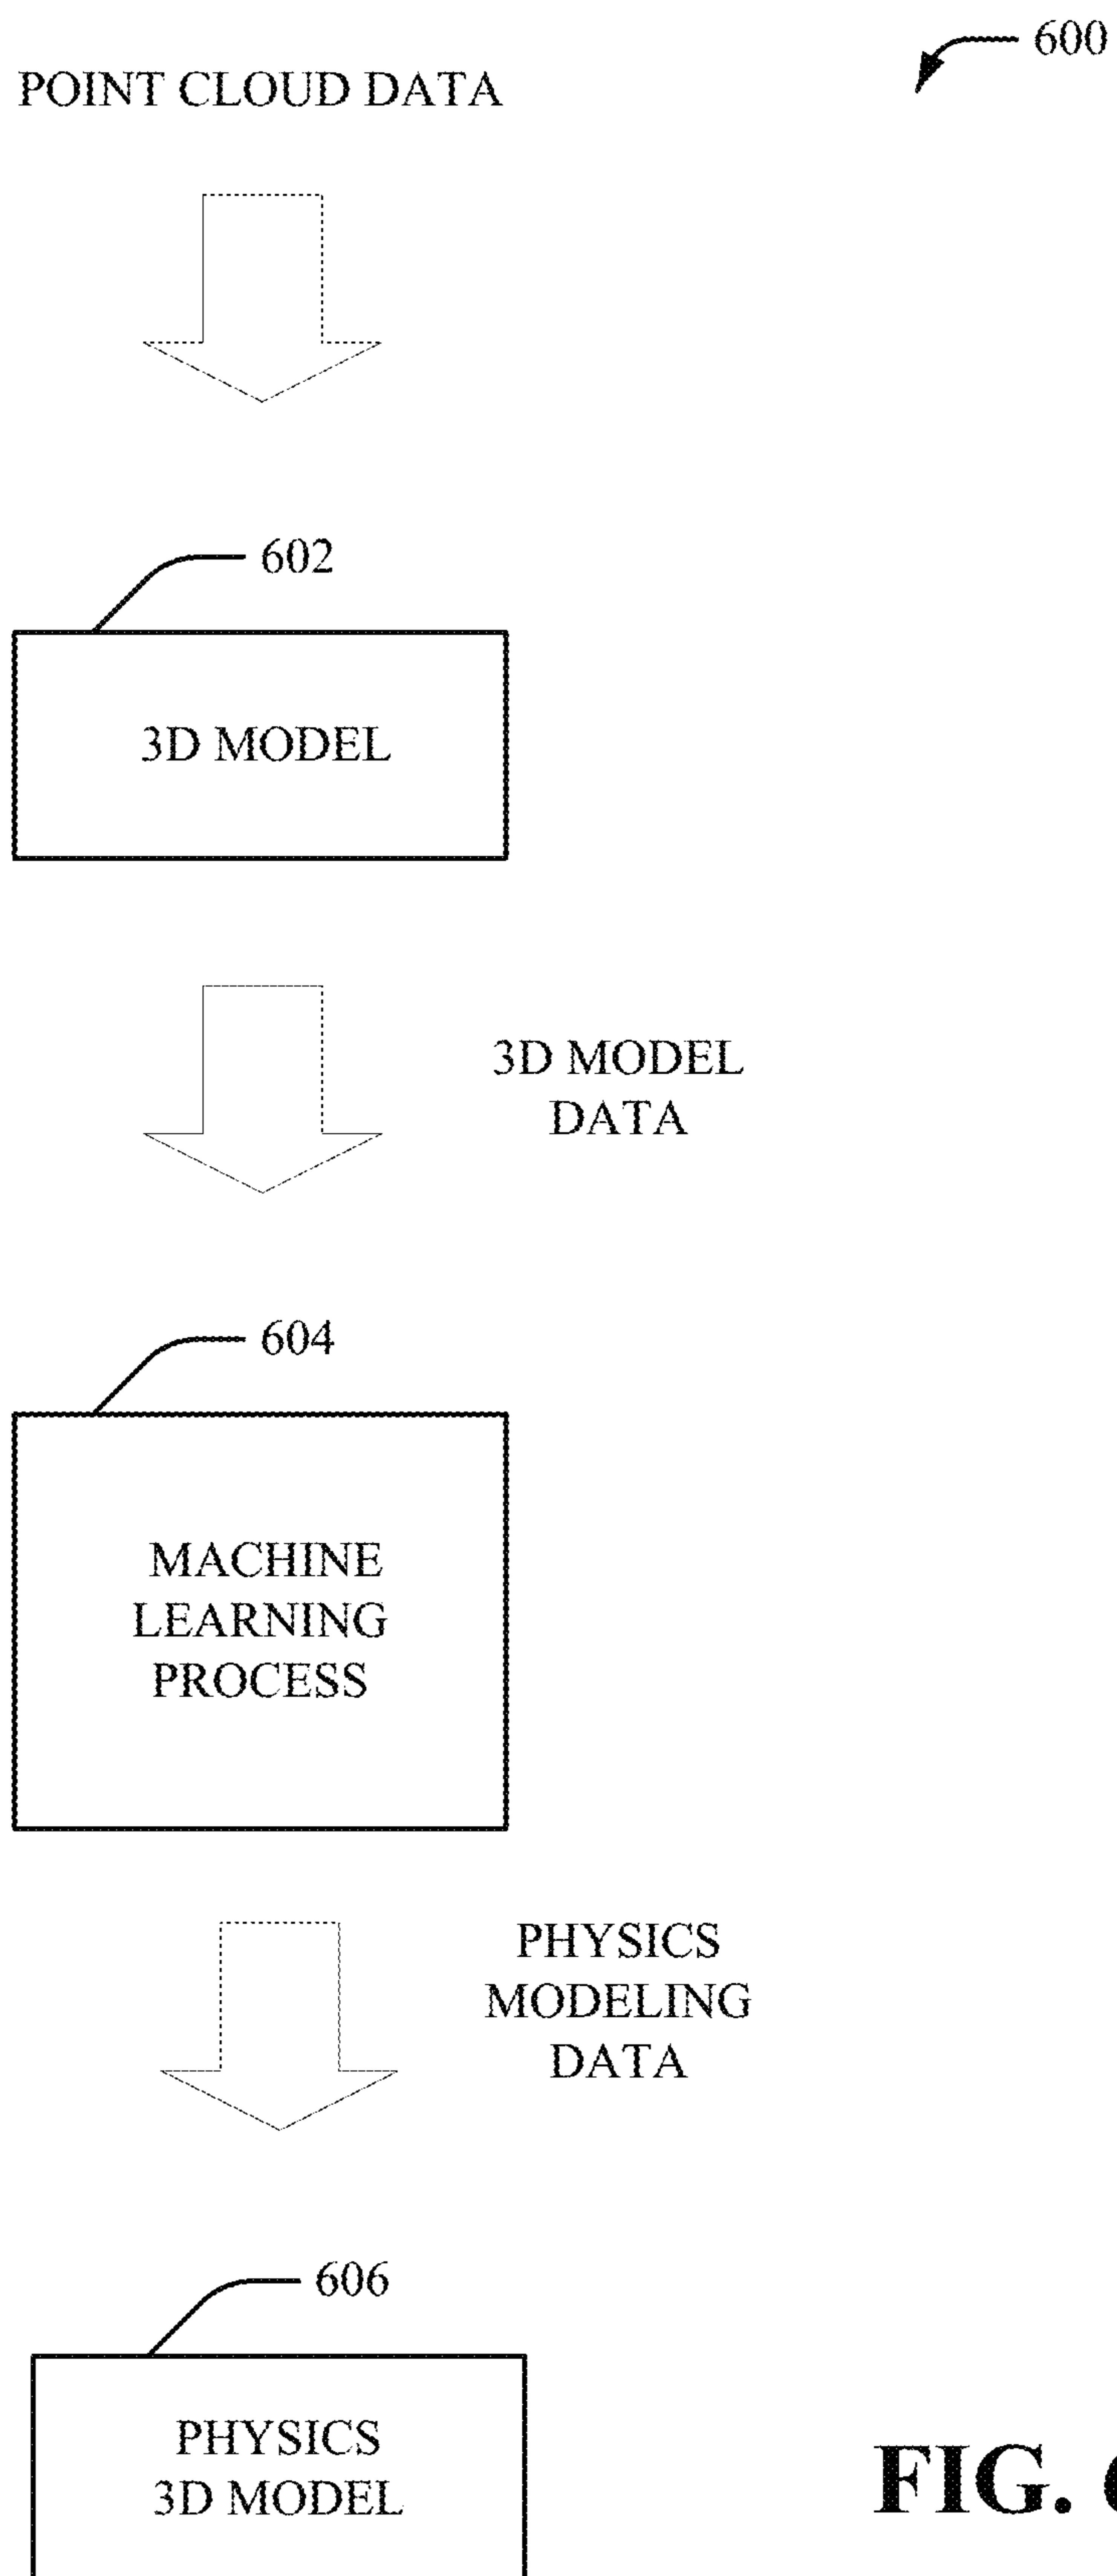 600
POINT CLOUD DATA
602
3D MODEL
3D MODEL
DATA
604
MACHINE
LEARNING
PROCESS
PHYSICS
MODELING
DATA
606
PHYSICS
3D MODEL
FIG.